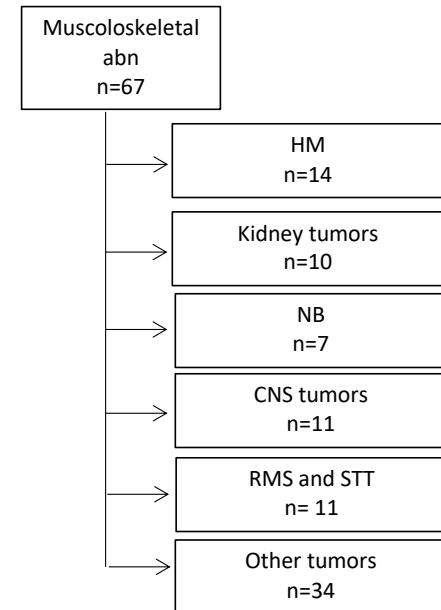 Muscoloskeletal
abn
n=67
HM
n=14
Kidney tumors
n=10
NB
n=7
CNS tumors
n=11
RMS and STT
n= 11
Other tumors
n=34